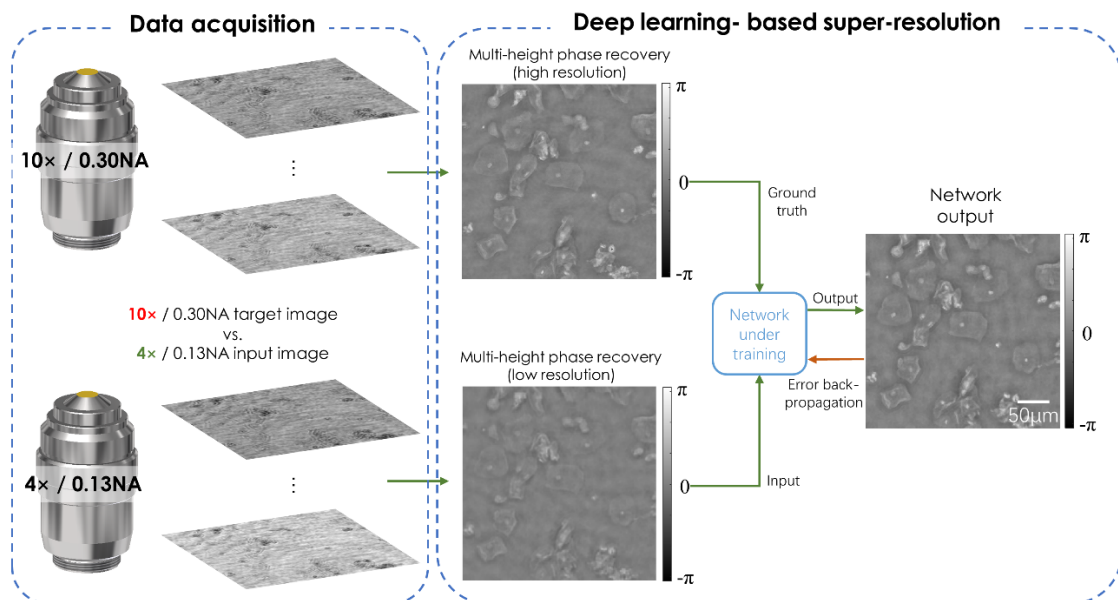 Data acquisition
10× / 0.30NA
⋮
10× / 0.30NA target image
vs.
4× / 0.13NA input image
4× / 0.13NA
⋮
Deep learning- based super-resolution
Multi-height phase recovery
(high resolution)
π
0
-π
Ground
truth
Multi-height phase recovery
(low resolution)
π
0
-π
Input
Network
under
training
Output
Error back-
propagation
Network
output
50μm
π
0
-π